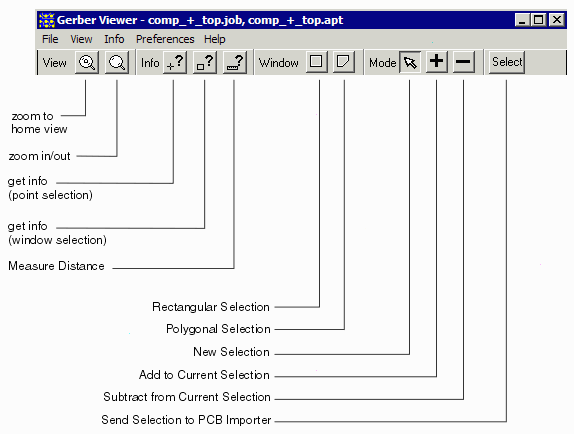 Gerber Viewer - comp_+_top.job, comp_+_top.apt
File View Info Preferences Help
View Info +? ? ? Window Mode + − Select
zoom to
home view
zoom in/out
get info
(point selection)
get info
(window selection)
Measure Distance
Rectangular Selection
Polygonal Selection
New Selection
Add to Current Selection
Subtract from Current Selection
Send Selection to PCB Importer